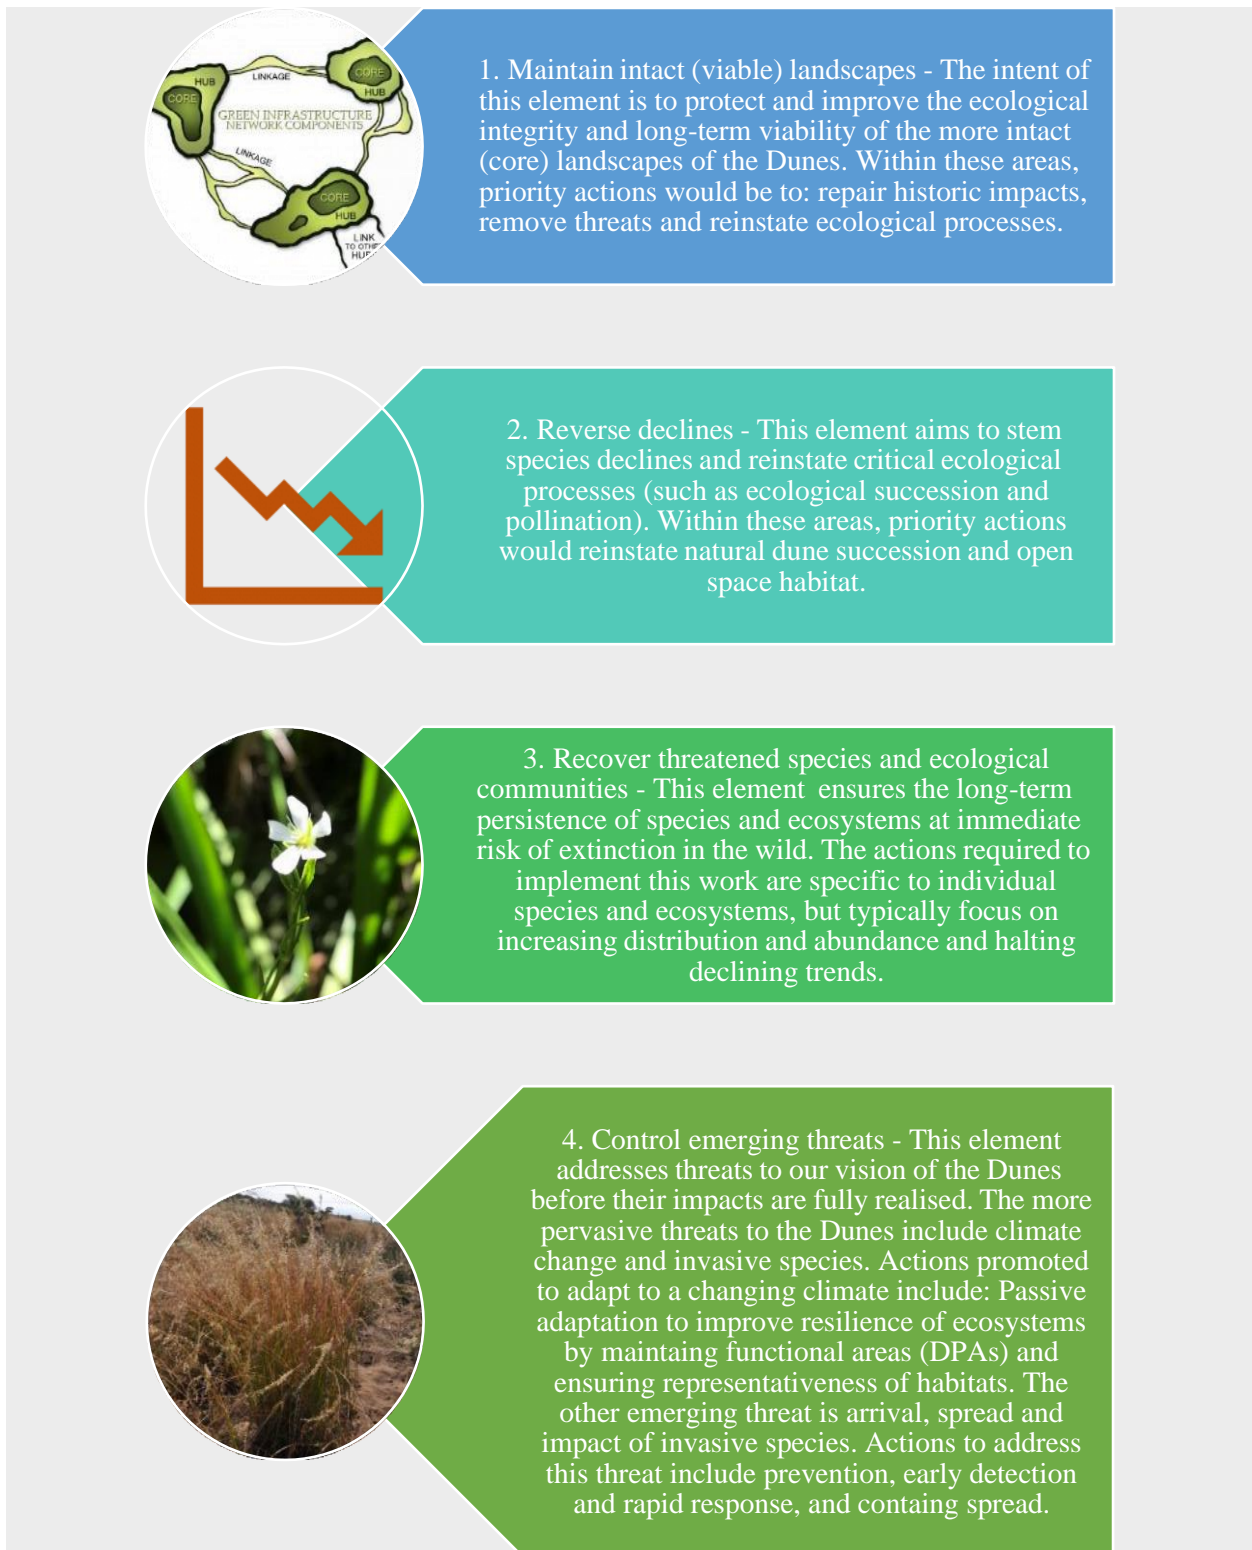 HUB
CORE
LINKAGE
CORE
HUB
GREEN INFRASTRUCTURE
NETWORK COMPONENTS
LINKAGE
CORE
HUB
LINK
TO OTHE
1. Maintain intact (viable) landscapes - The intent of
this element is to protect and improve the ecological
integrity and long-term viability of the more intact
(core) landscapes of the Dunes. Within these areas,
priority actions would be to: repair historic impacts,
remove threats and reinstate ecological processes.
2. Reverse declines - This element aims to stem
species declines and reinstate critical ecological
processes (such as ecological succession and
pollination). Within these areas, priority actions
would reinstate natural dune succession and open
space habitat.
3. Recover threatened species and ecological
communities - This element ensures the long-term
persistence of species and ecosystems at immediate
risk of extinction in the wild. The actions required to
implement this work are specific to individual
species and ecosystems, but typically focus on
increasing distribution and abundance and halting
declining trends.
4. Control emerging threats - This element
addresses threats to our vision of the Dunes
before their impacts are fully realised. The more
pervasive threats to the Dunes include climate
change and invasive species. Actions promoted
to adapt to a changing climate include: Passive
adaptation to improve resilience of ecosystems
by maintaing functional areas (DPAs) and
ensuring representativeness of habitats. The
other emerging threat is arrival, spread and
impact of invasive species. Actions to address
this threat include prevention, early detection
and rapid response, and containg spread.